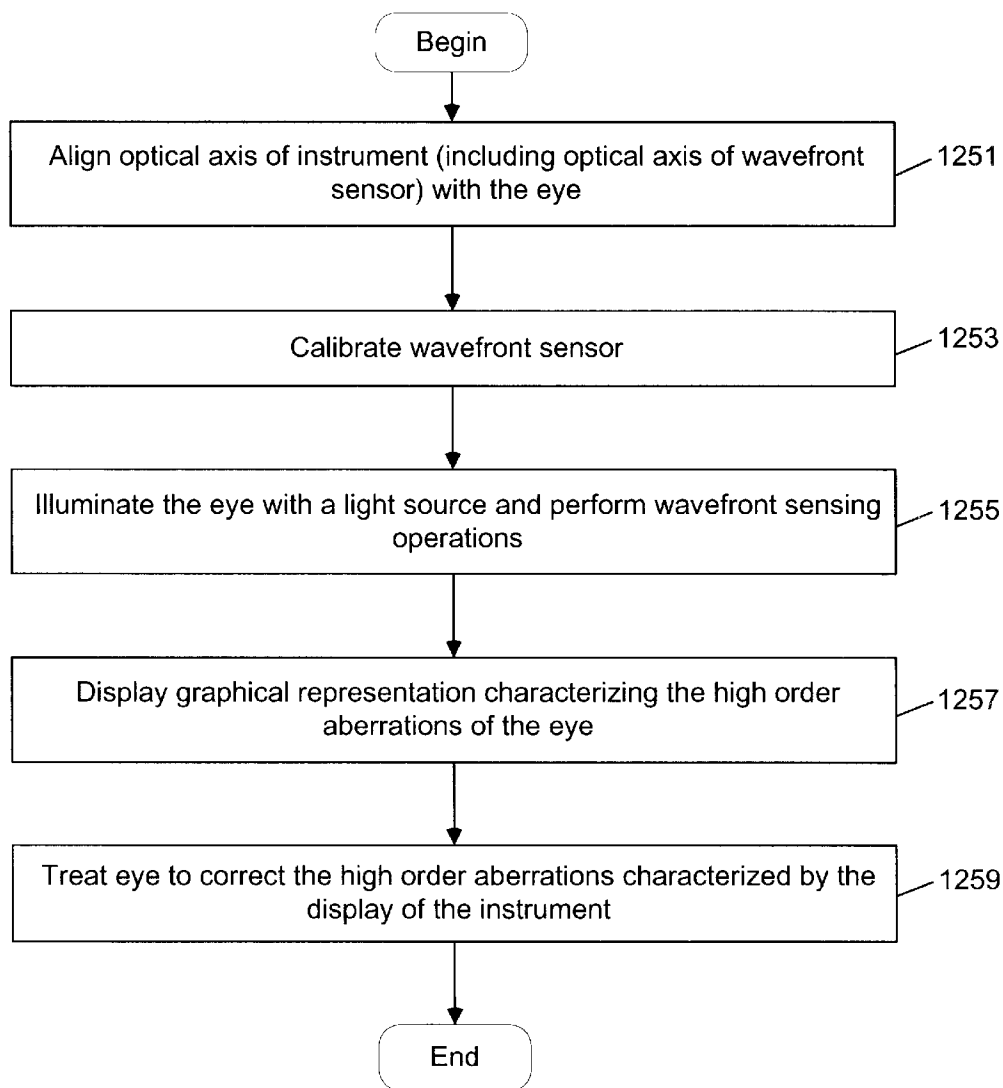 Begin
Align optical axis of instrument (including optical axis of wavefront
sensor) with the eye
1251
Calibrate wavefront sensor
1253
Illuminate the eye with a light source and perform wavefront sensing
operations
1255
Display graphical representation characterizing the high order
aberrations of the eye
1257
Treat eye to correct the high order aberrations characterized by the
display of the instrument
1259
End